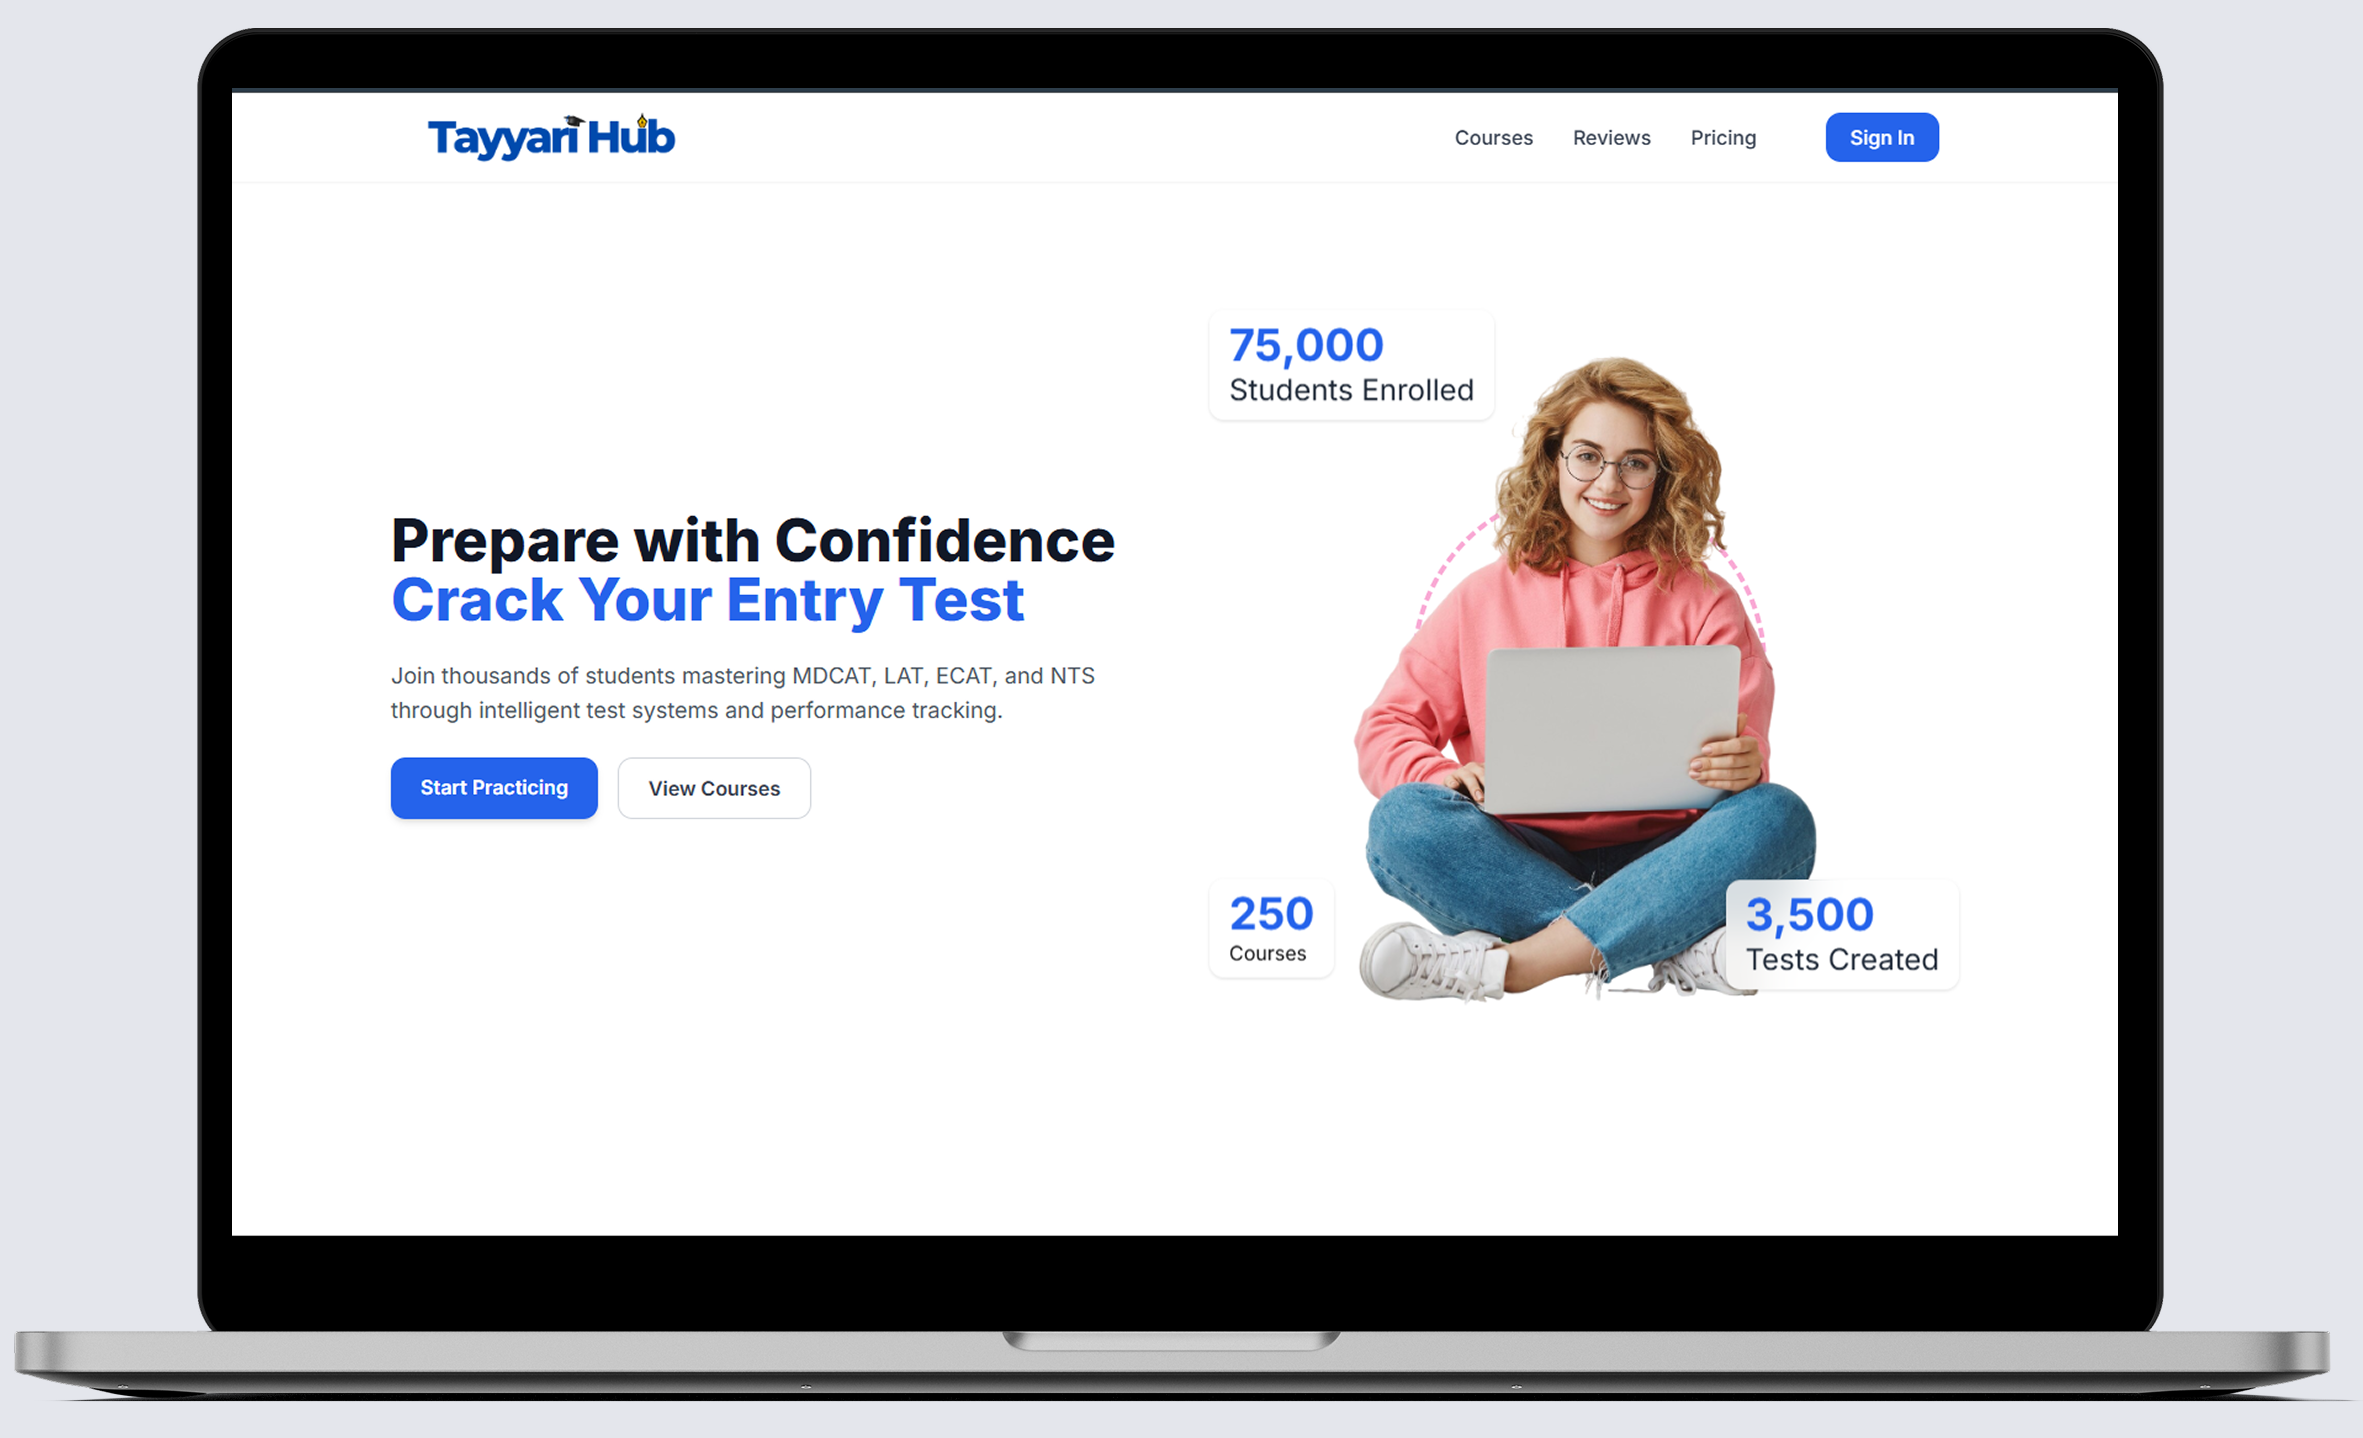 Tayyari Hub
Courses
Reviews
Pricing
Sign In
75,000
Students Enrolled
Prepare with Confidence
Crack Your Entry Test
Join thousands of students mastering MDCAT, LAT, ECAT, and NTS
through intelligent test systems and performance tracking.
Start Practicing
View Courses
250
Courses
3,500
Tests Created